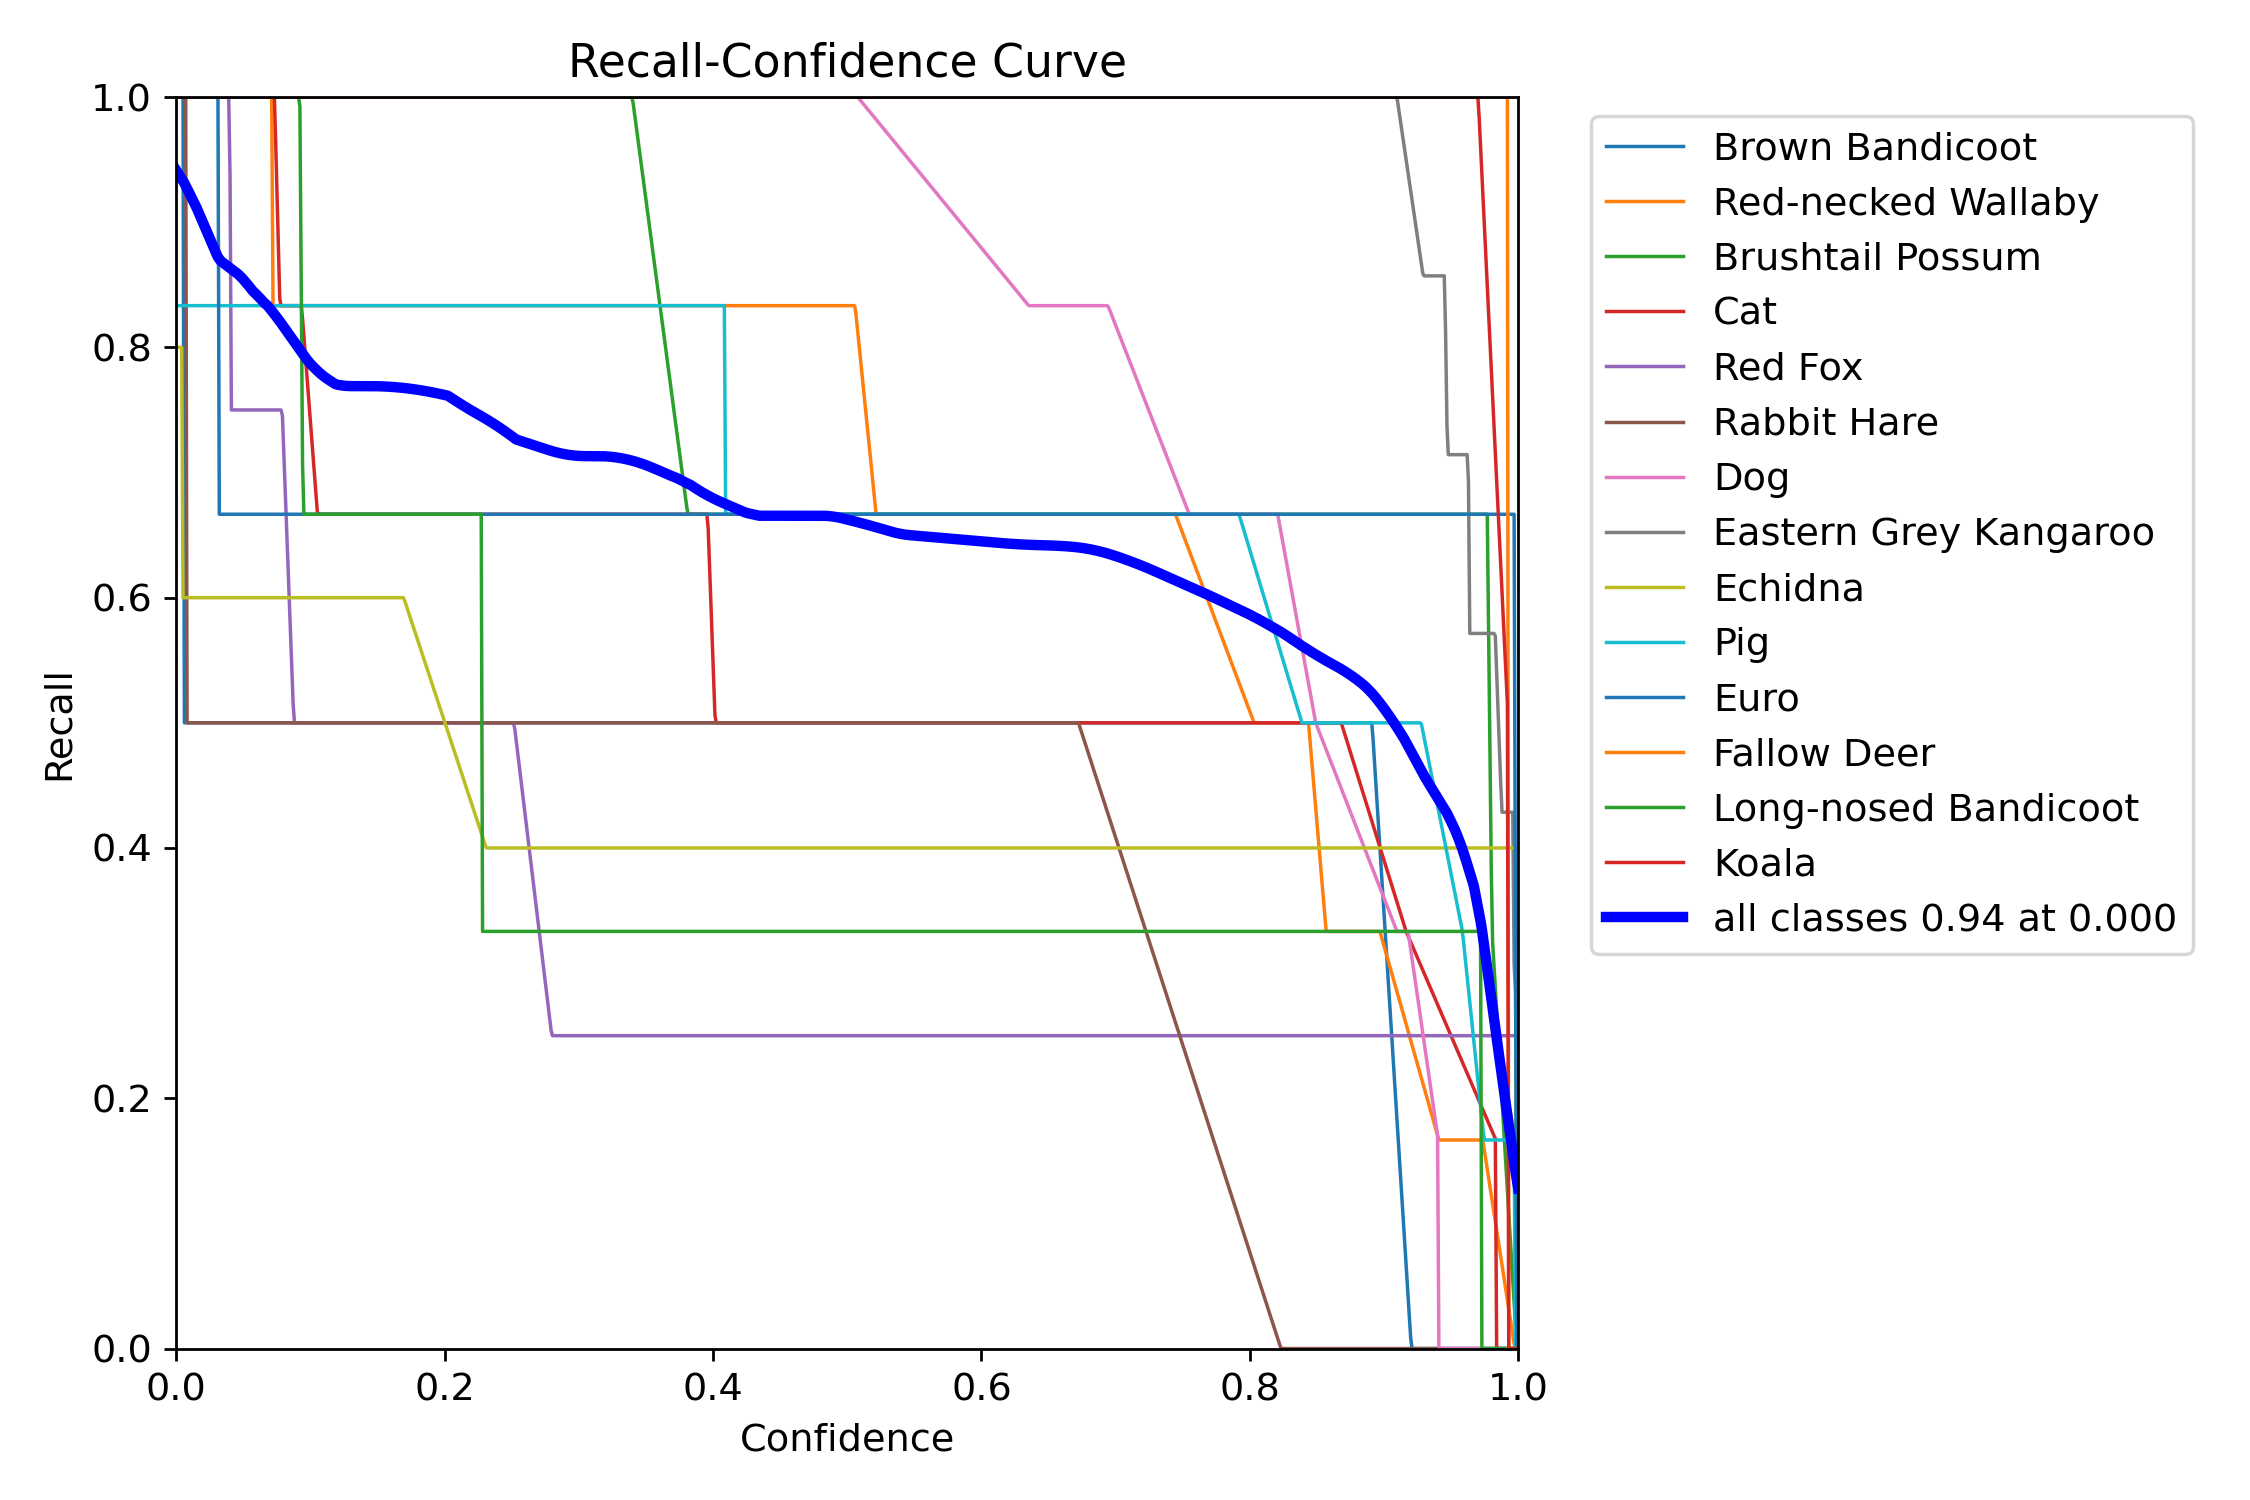 Recall-Confidence Curve
1.0
0.8
0.6
0.4
0.2
0.0
Recall
0.0 0.2 0.4 0.6 0.8 1.0
Confidence
Brown Bandicoot
Red-necked Wallaby
Brushtail Possum
Cat
Red Fox
Rabbit Hare
Dog
Eastern Grey Kangaroo
Echidna
Pig
Euro
Fallow Deer
Long-nosed Bandicoot
Koala
all classes 0.94 at 0.000